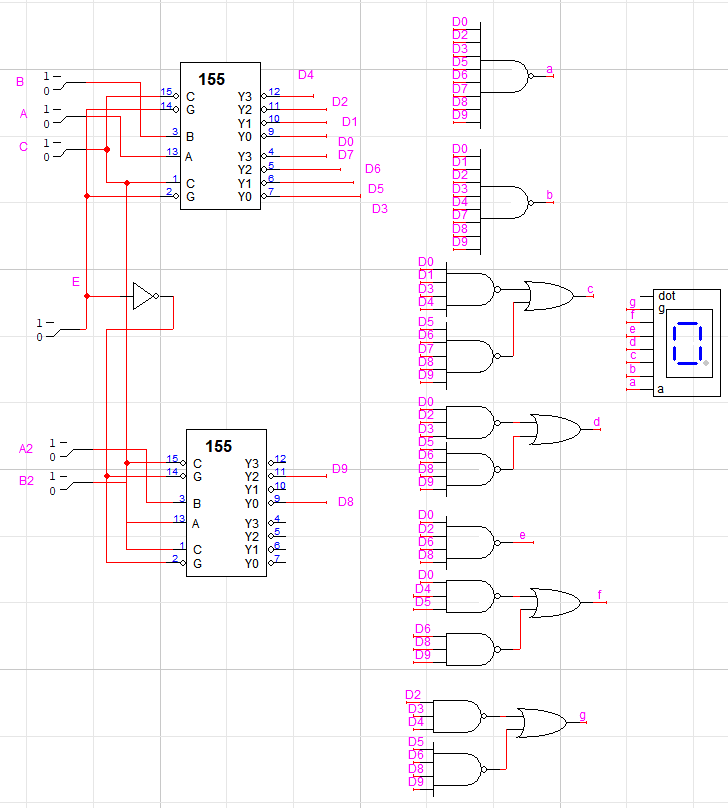 B
1
0
A
1
0
C
1
0
155
15 C Y3 12
14 G Y2 11
Y1 10
3 B Y0 9
13 A Y3 4
Y2 5
1 C Y1 6
2 G Y0 7
D4
D2
D1
D0
D7
D6
D5
D3
E
1
0
A2
1
0
B2
1
0
155
15 C Y3 12
14 G Y2 11
Y1 10
3 B Y0 9
13 A Y3 4
Y2 5
1 C Y1 6
2 G Y0 7
D9
D8
D0
D2
D3
D5
D6
D7
D8
D9
a
D0
D1
D2
D3
D4
D7
D8
D9
b
D0
D1
D3
D4
D5
D6
D7
D8
D9
c
D0
D2
D3
D5
D6
D8
D9
d
D0
D2
D6
D8
e
D0
D4
D5
D6
D8
D9
f
D2
D3
D4
D5
D6
D8
D9
g
dot
g g
f
e
d
c
b
a a